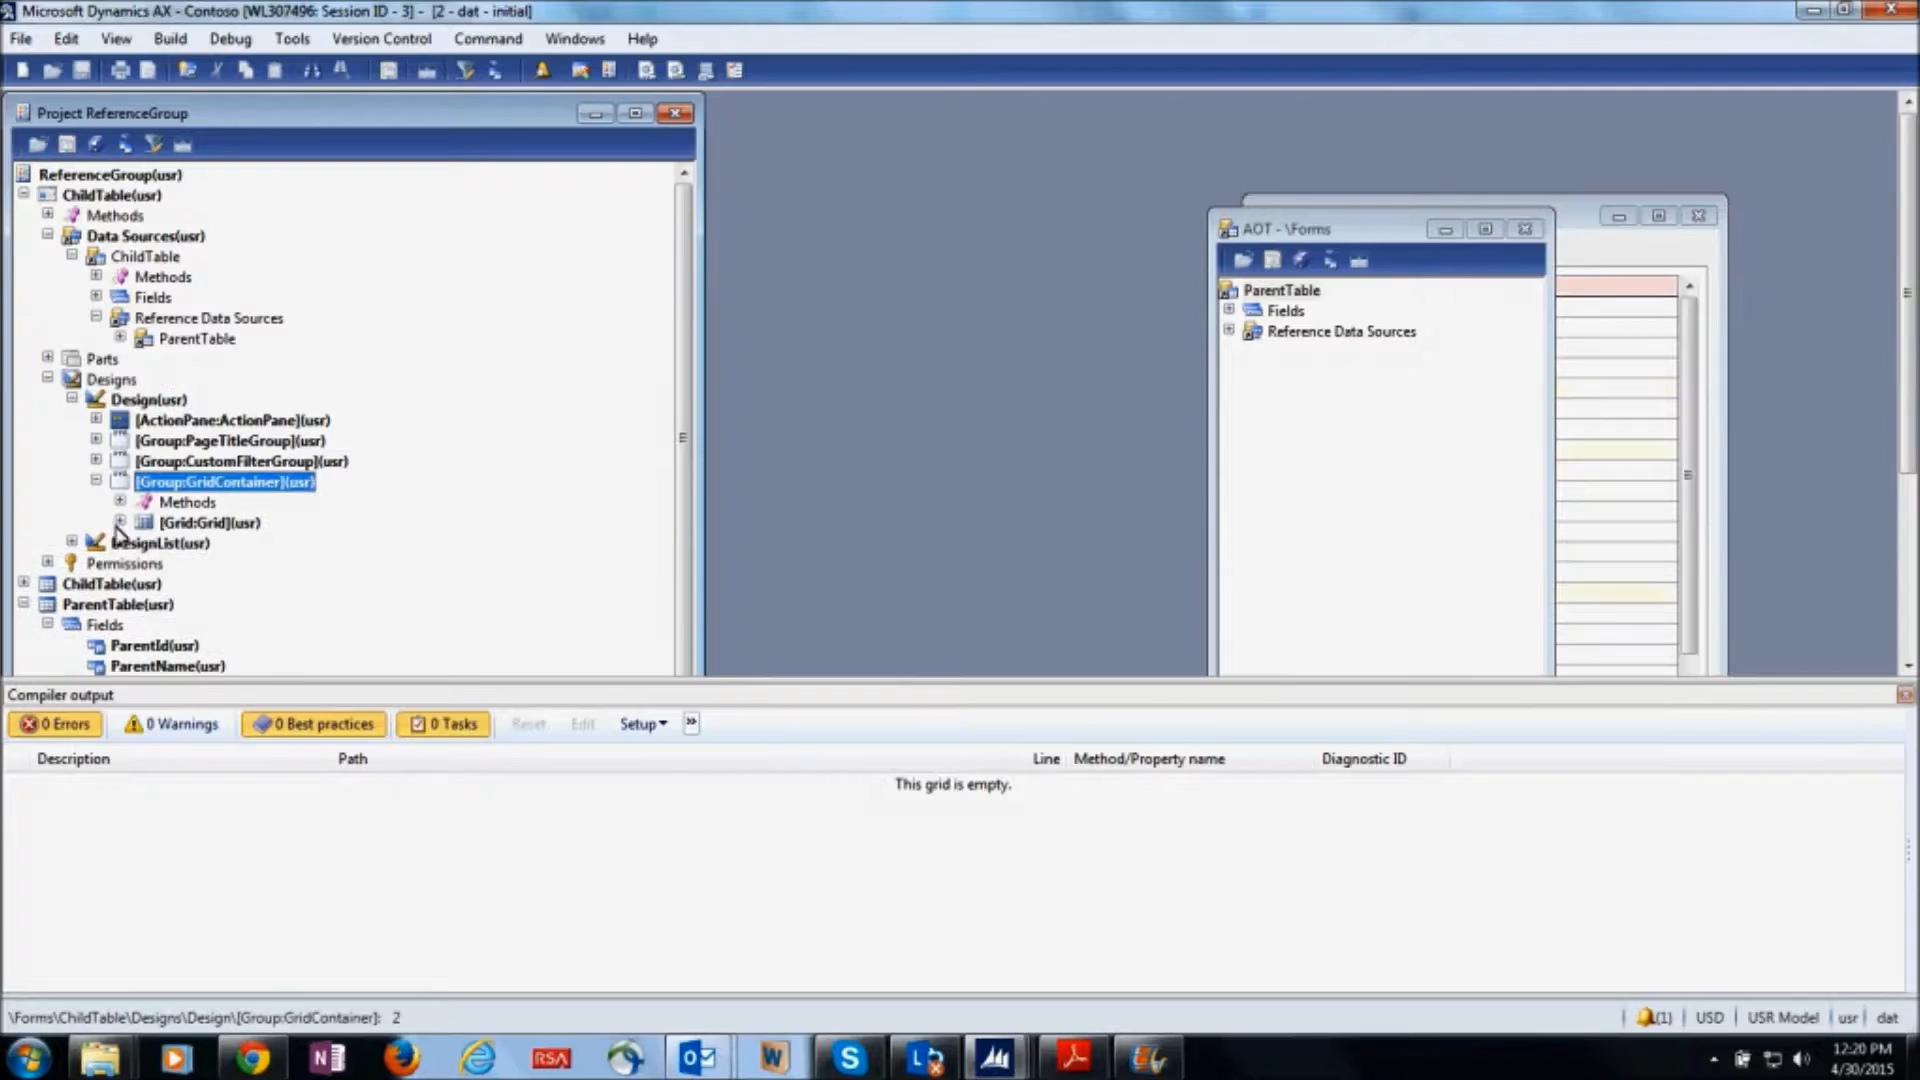 Microsoft Dynamics AX - Contoso [WL307496: Session ID - 3] - [2 - dat - initial]
File Edit View Build Debug Tools Version Control Command Windows Help
Project ReferenceGroup
ReferenceGroup(usr)
ChildTable(usr)
Methods
Data Sources(usr)
ChildTable
Methods
Fields
Reference Data Sources
ParentTable
Parts
Designs
Design(usr)
[ActionPane:ActionPane](usr)
[Group:PageTitleGroup](usr)
[Group:CustomFilterGroup](usr)
[Group:GridContainer](usr)
Methods
[Grid:Grid](usr)
DesignList(usr)
Permissions
ChildTable(usr)
ParentTable(usr)
Fields
ParentId(usr)
ParentName(usr)
AOT - \Forms
ParentTable
Fields
Reference Data Sources
Compiler output
0 Errors 0 Warnings 0 Best practices 0 Tasks Reset Edit Setup »
Description Path Line Method/Property name Diagnostic ID
This grid is empty.
\Forms\ChildTable\Designs\Design\[Group:GridContainer]: 2
(1) USD USR Model usr dat
RSA
12:20 PM
4/30/2015